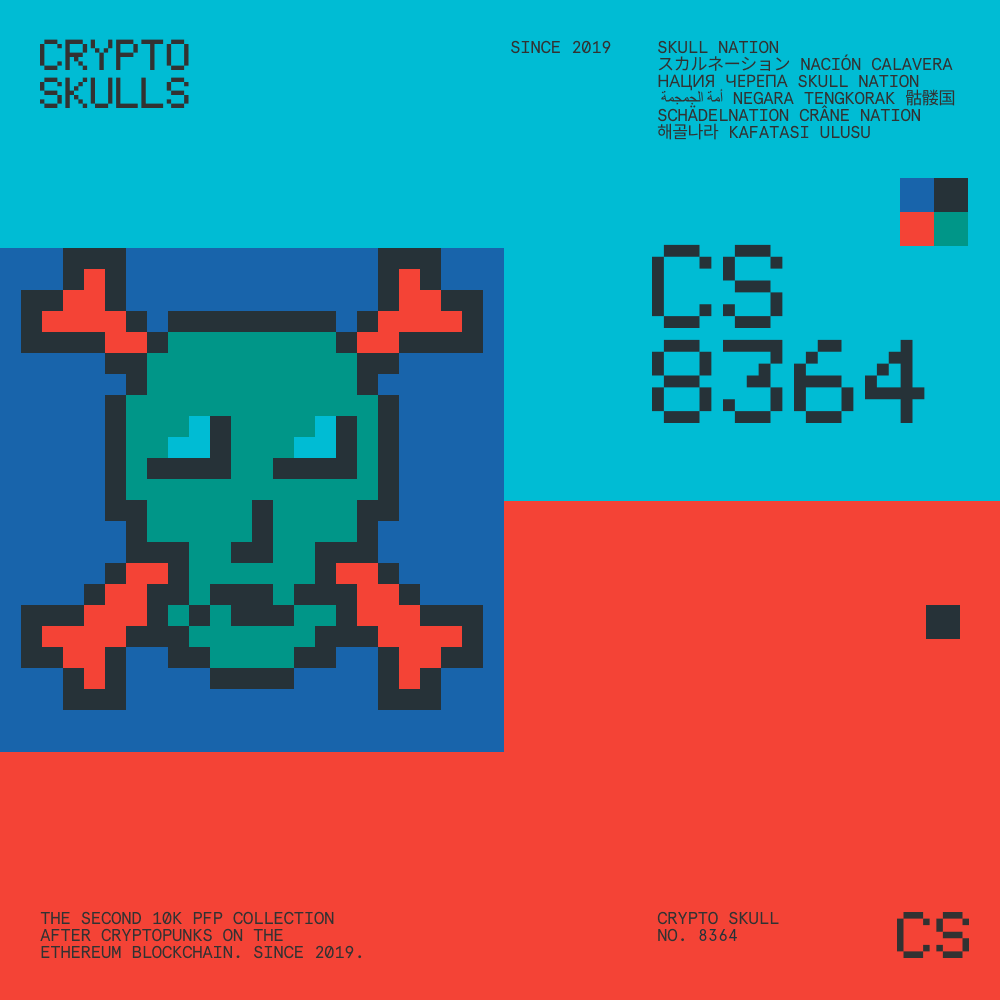 CRYPTO
SKULLS
SINCE 2019
SKULL NATION
スカルネーション NACIÓN CALAVERA
НАЦИЯ ЧЕРЕПА SKULL NATION
أمة الجمجمة NEGARA TENGKORAK 骷髅国
SCHÄDELNATION CRÂNE NATION
해골나라 KAFATASI ULUSU
CS
8364
THE SECOND 10K PFP COLLECTION
AFTER CRYPTOPUNKS ON THE
ETHEREUM BLOCKCHAIN. SINCE 2019.
CRYPTO SKULL
NO. 8364
CS